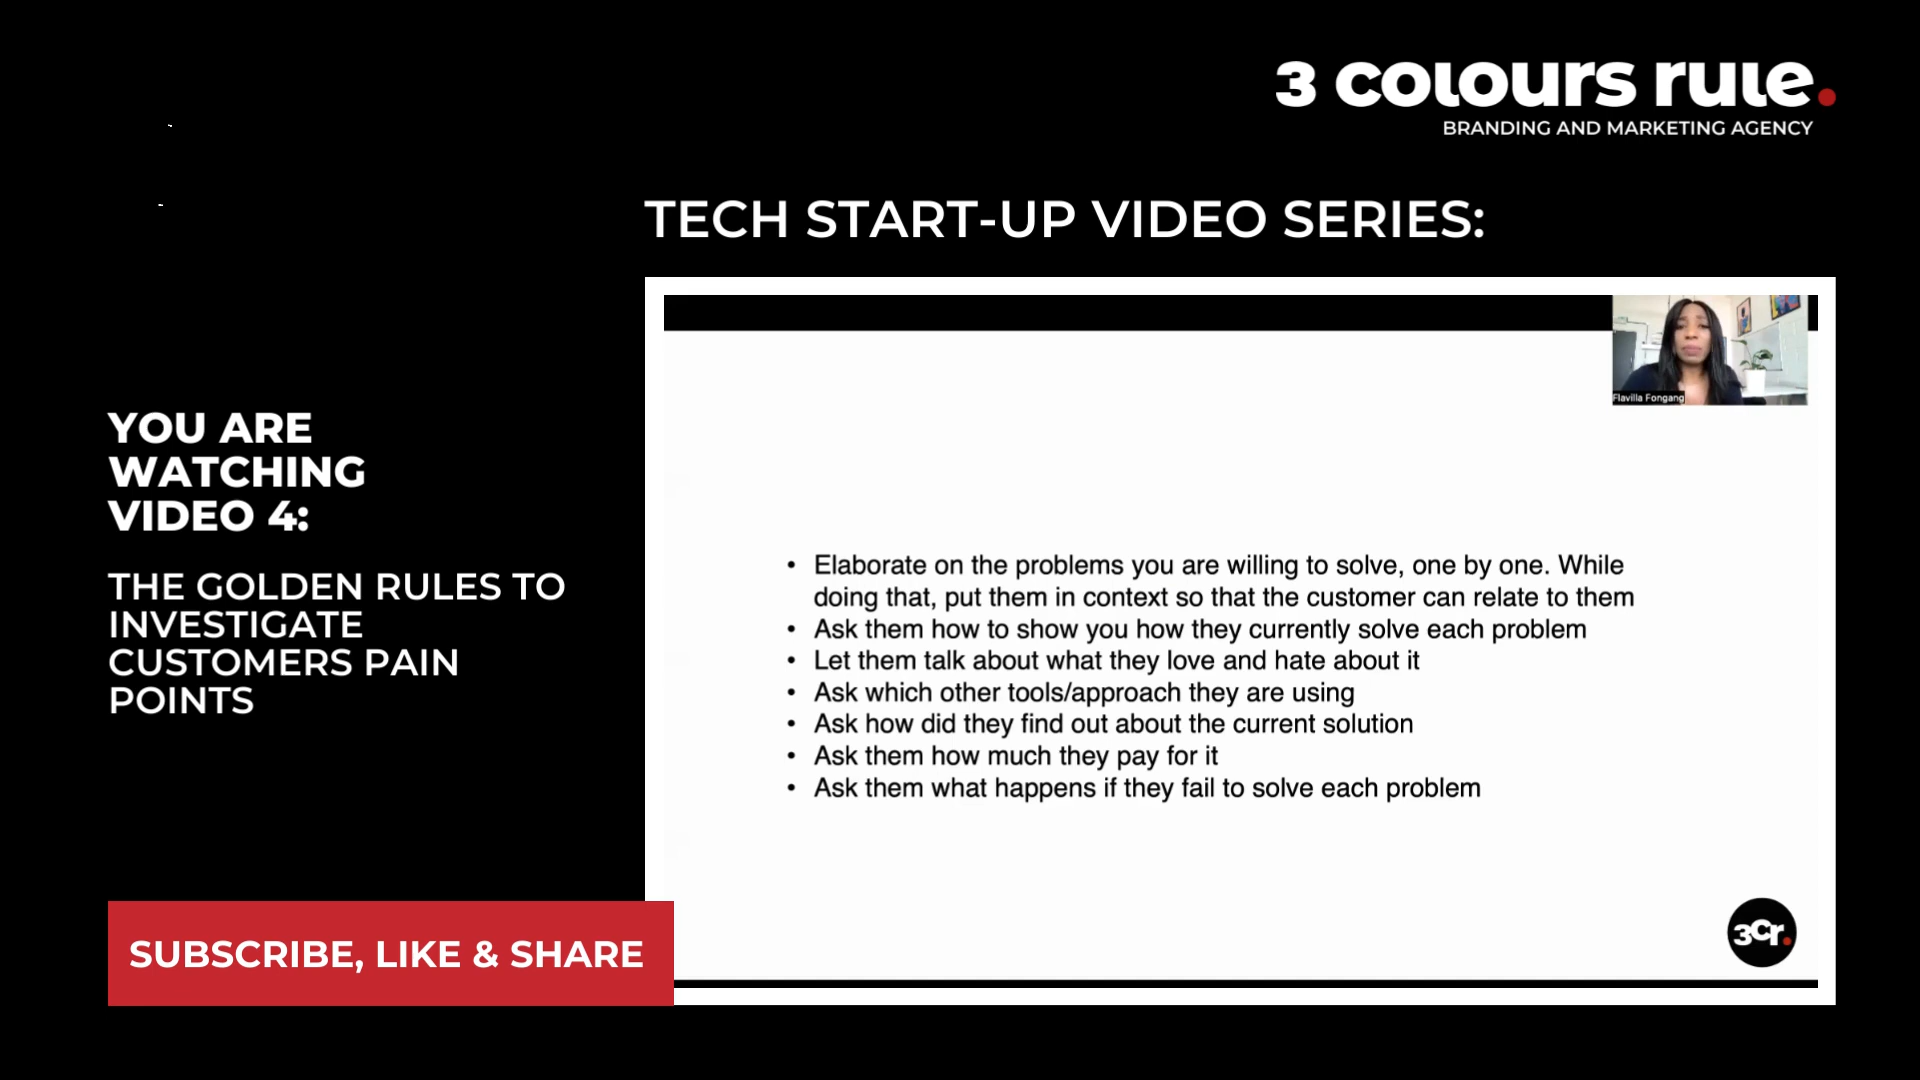 3 colours rule.
BRANDING AND MARKETING AGENCY
TECH START-UP VIDEO SERIES:
YOU ARE
WATCHING
VIDEO 4:
THE GOLDEN RULES TO
INVESTIGATE
CUSTOMERS PAIN
POINTS
Flavilla Fongang
• Elaborate on the problems you are willing to solve, one by one. While
doing that, put them in context so that the customer can relate to them
• Ask them how to show you how they currently solve each problem
• Let them talk about what they love and hate about it
• Ask which other tools/approach they are using
• Ask how did they find out about the current solution
• Ask them how much they pay for it
• Ask them what happens if they fail to solve each problem
3Cr.
SUBSCRIBE, LIKE & SHARE